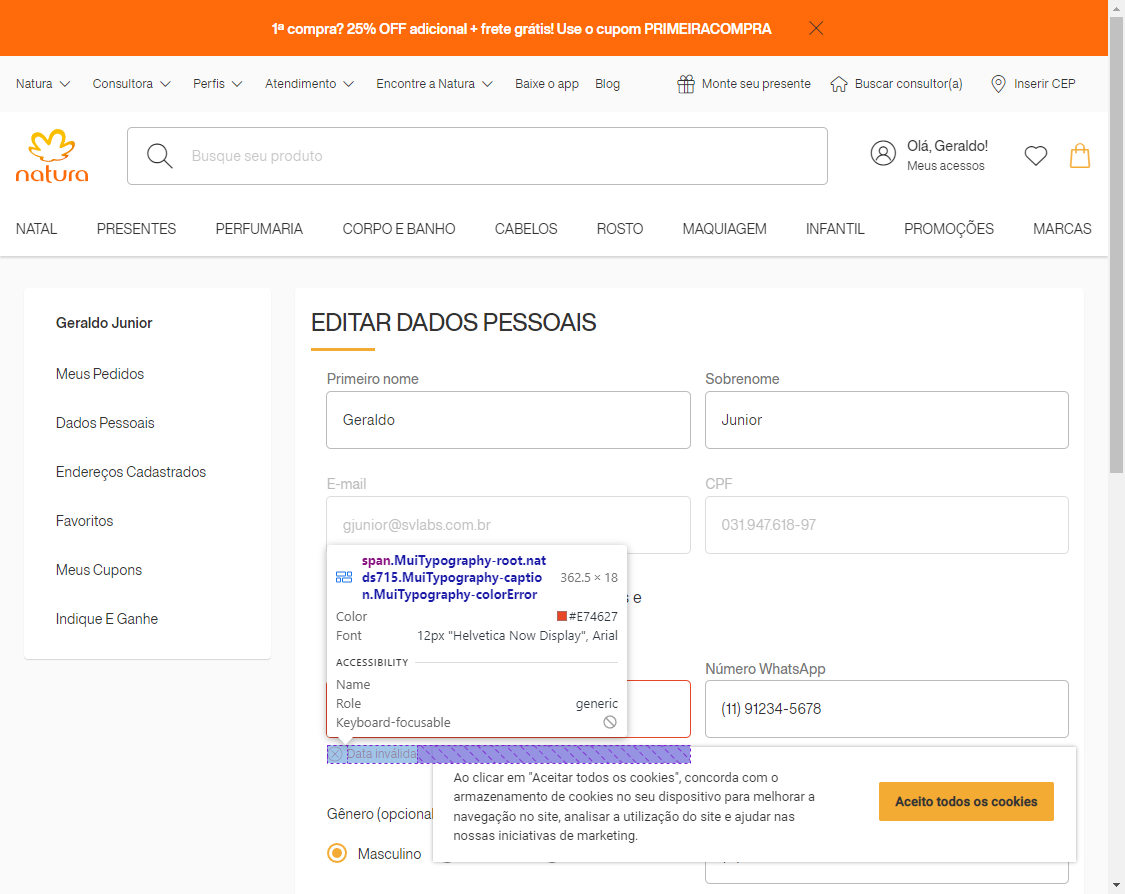 1ª compra? 25% OFF adicional + frete grátis! Use o cupom PRIMEIRACOMPRA
Natura Consultora Perfis Atendimento Encontre a Natura Baixe o app Blog Monte seu presente Buscar consultor(a) Inserir CEP
natura
Busque seu produto
Olá, Geraldo!
Meus acessos
NATAL PRESENTES PERFUMARIA CORPO E BANHO CABELOS ROSTO MAQUIAGEM INFANTIL PROMOÇÕES MARCAS
Geraldo Junior
Meus Pedidos
Dados Pessoais
Endereços Cadastrados
Favoritos
Meus Cupons
Indique E Ganhe
EDITAR DADOS PESSOAIS
Primeiro nome Sobrenome
Geraldo Junior
E-mail CPF
gjunior@svlabs.com.br 031.947.618-97
span.MuiTypography-root.nat
ds715.MuiTypography-captio
n.MuiTypography-colorError
362.5 × 18
Color #E74627
Font 12px "Helvetica Now Display", Arial
ACCESSIBILITY
Name
Role generic
Keyboard-focusable
e
Número WhatsApp
(11) 91234-5678
Data inválida
Gênero (opcional
Masculino
Ao clicar em "Aceitar todos os cookies", concorda com o
armazenamento de cookies no seu dispositivo para melhorar a
navegação no site, analisar a utilização do site e ajudar nas
nossas iniciativas de marketing.
Aceito todos os cookies